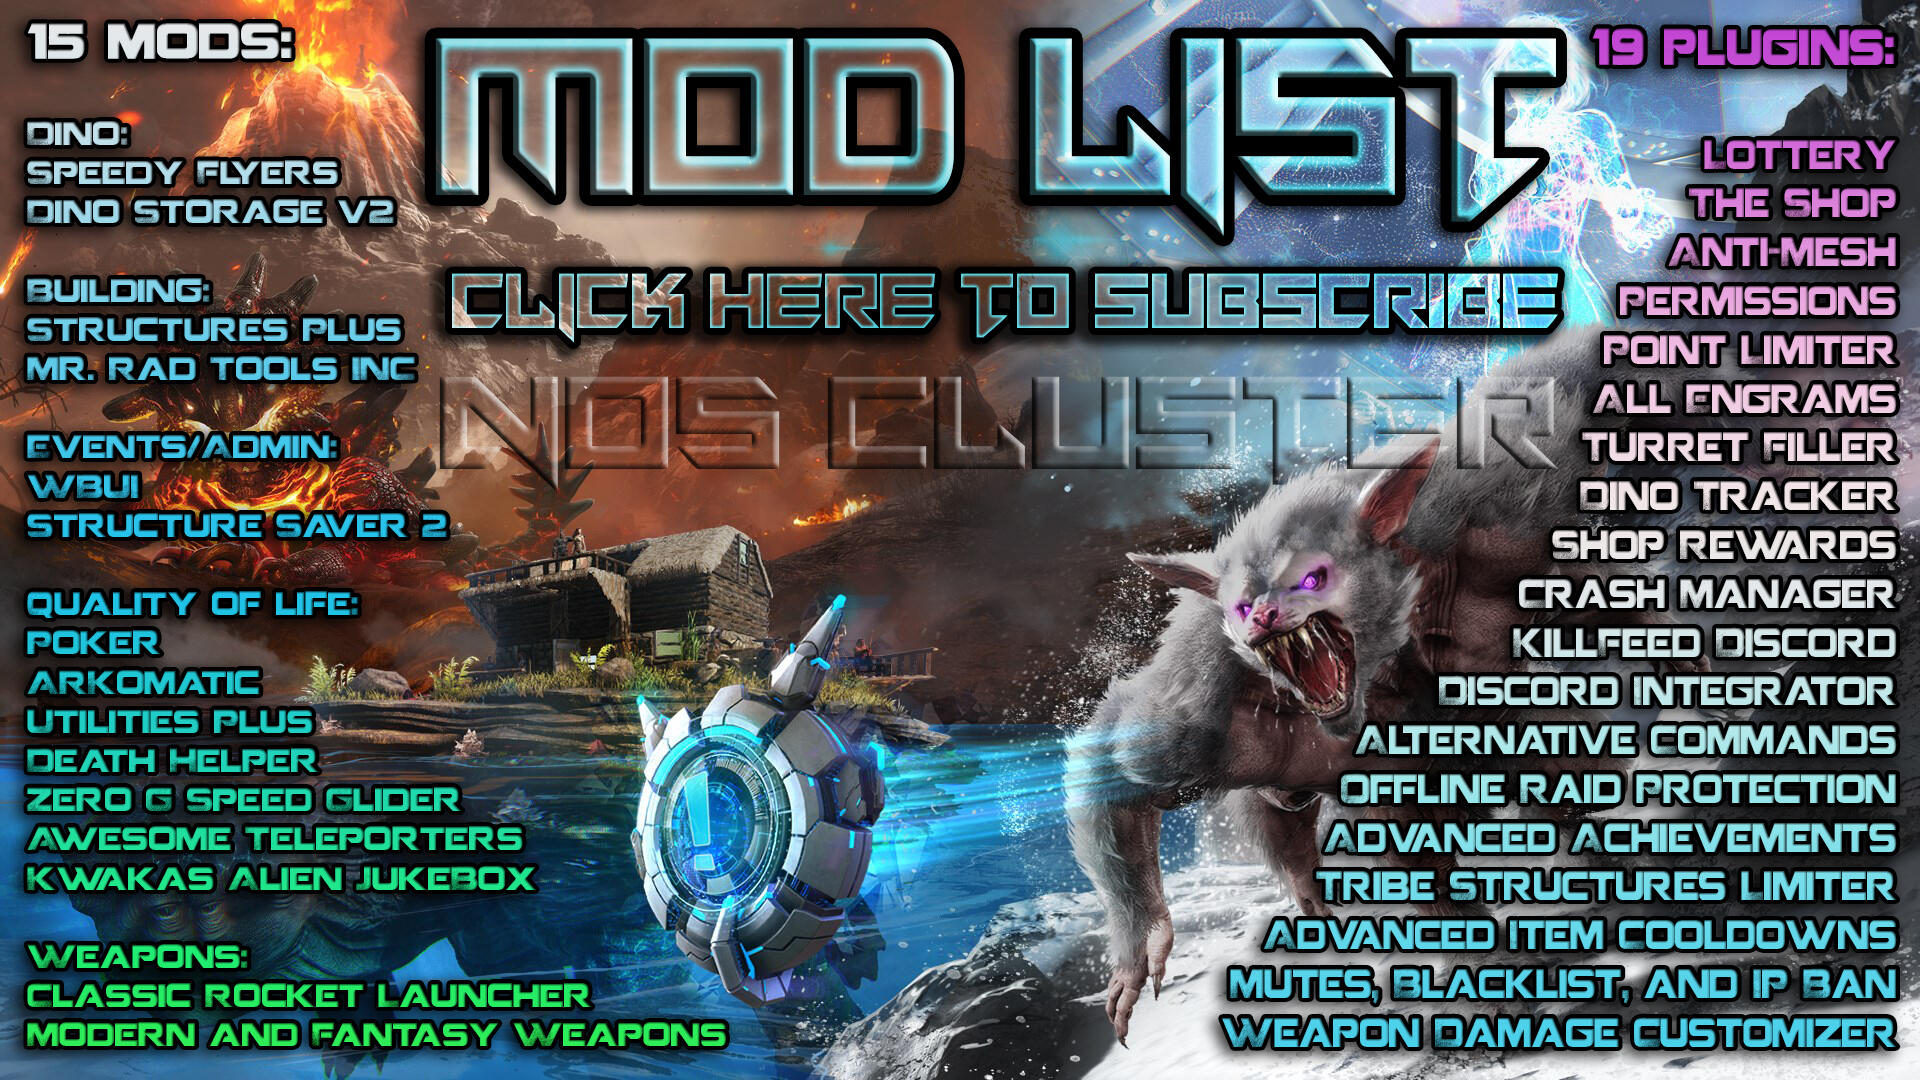 15 MODS:
DINO:
SPEEDY FLYERS
DINO STORAGE V2
BUILDING:
STRUCTURES PLUS
MR. RAD TOOLS INC
EVENTS/ADMIN:
WBUI
STRUCTURE SAVER 2
QUALITY OF LIFE:
POKER
ARKOMATIC
UTILITIES PLUS
DEATH HELPER
ZERO G SPEED GLIDER
AWESOME TELEPORTERS
KWAKAS ALIEN JUKEBOX
WEAPONS:
CLASSIC ROCKET LAUNCHER
MODERN AND FANTASY WEAPONS
MOD LIST
CLICK HERE TO SUBSCRIBE
NOS CLUSTER
19 PLUGINS:
LOTTERY
THE SHOP
ANTI-MESH
PERMISSIONS
POINT LIMITER
ALL ENGRAMS
TURRET FILLER
DINO TRACKER
SHOP REWARDS
CRASH MANAGER
KILLFEED DISCORD
DISCORD INTEGRATOR
ALTERNATIVE COMMANDS
OFFLINE RAID PROTECTION
ADVANCED ACHIEVEMENTS
TRIBE STRUCTURES LIMITER
ADVANCED ITEM COOLDOWNS
MUTES, BLACKLIST, AND IP BAN
WEAPON DAMAGE CUSTOMIZER